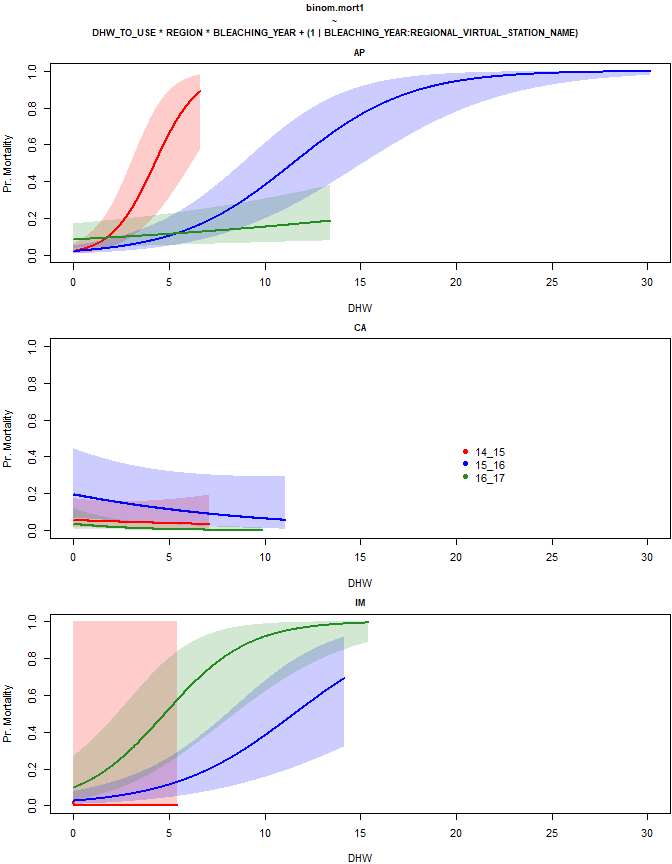 binom.mort1
~
DHW_TO_USE * REGION * BLEACHING_YEAR + (1 | BLEACHING_YEAR:REGIONAL_VIRTUAL_STATION_NAME)
AP
Pr. Mortality
0.0 0.2 0.4 0.6 0.8 1.0
0 5 10 15 20 25 30
DHW
CA
Pr. Mortality
0.0 0.2 0.4 0.6 0.8 1.0
14_15
15_16
16_17
0 5 10 15 20 25 30
DHW
IM
Pr. Mortality
0.0 0.2 0.4 0.6 0.8 1.0
0 5 10 15 20 25 30
DHW